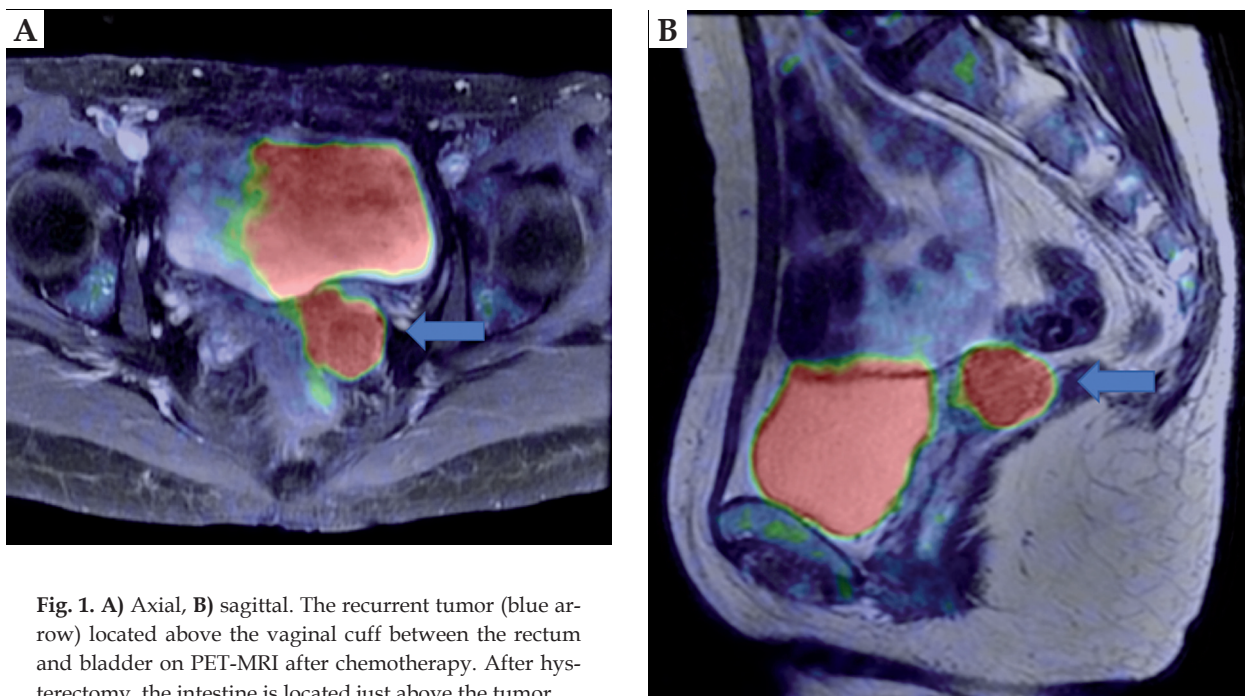 A
B
Fig. 1. A) Axial, B) sagittal. The recurrent tumor (blue ar-
row) located above the vaginal cuff between the rectum
and bladder on PET-MRI after chemotherapy. After hys-
terectomy, the intestine is located just above the tumor